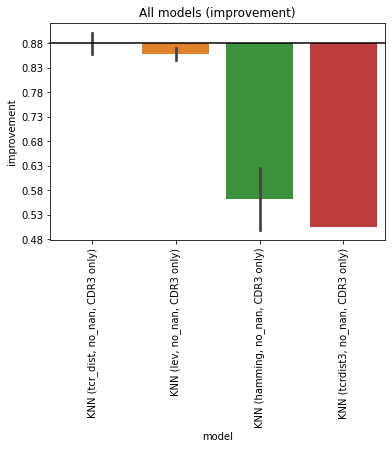 All models (improvement)
improvement
0.88
0.83
0.78
0.73
0.68
0.63
0.58
0.53
0.48
KNN (tcr_dist, no_nan, CDR3 only)
KNN (lev, no_nan, CDR3 only)
KNN (hamming, no_nan, CDR3 only)
KNN (tcrdist3, no_nan, CDR3 only)
model